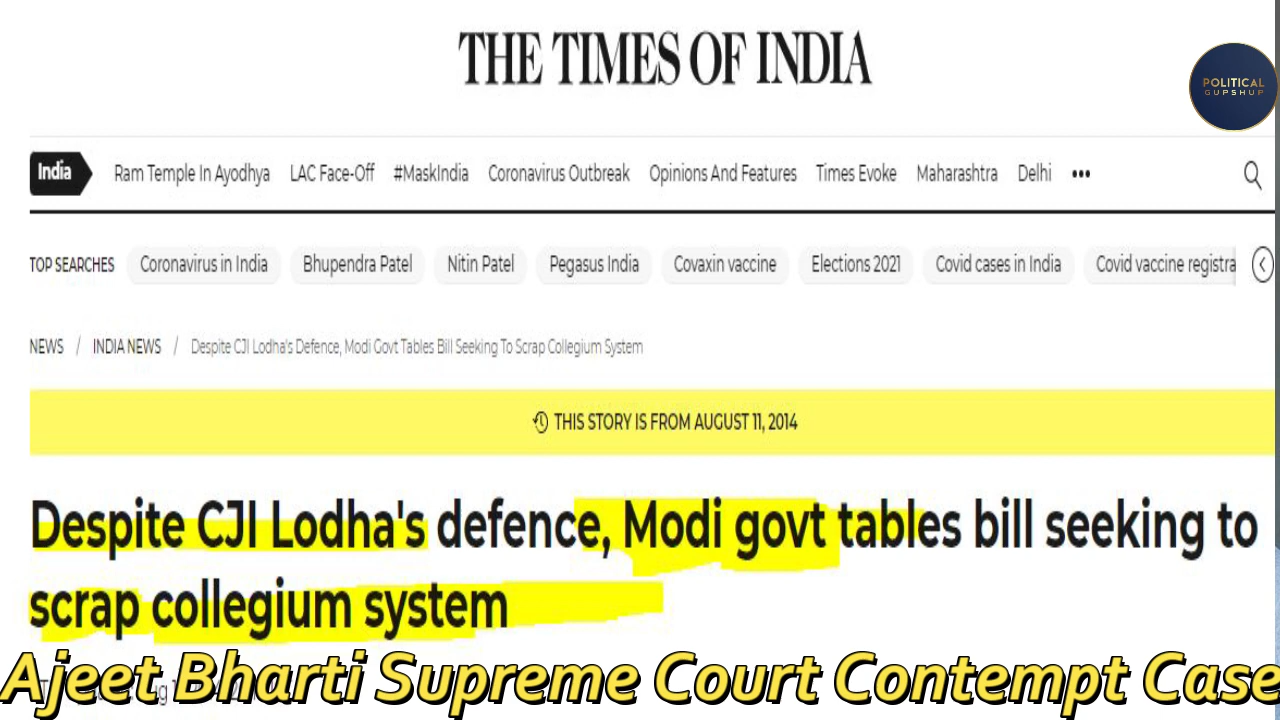 THE TIMES OF INDIA
POLITICAL
GUPSHUP
India Ram Temple In Ayodhya LAC Face-Off #MaskIndia Coronavirus Outbreak Opinions And Features Times Evoke Maharashtra Delhi •••
TOP SEARCHES Coronavirus in India Bhupendra Patel Nitin Patel Pegasus India Covaxin vaccine Elections 2021 Covid cases in India Covid vaccine registra
NEWS / INDIA NEWS / Despite CJI Lodha's Defence, Modi Govt Tables Bill Seeking To Scrap Collegium System
THIS STORY IS FROM AUGUST 11, 2014
Despite CJI Lodha's defence, Modi govt tables bill seeking to
scrap collegium system
Ajeet Bharti Supreme Court Contempt Case